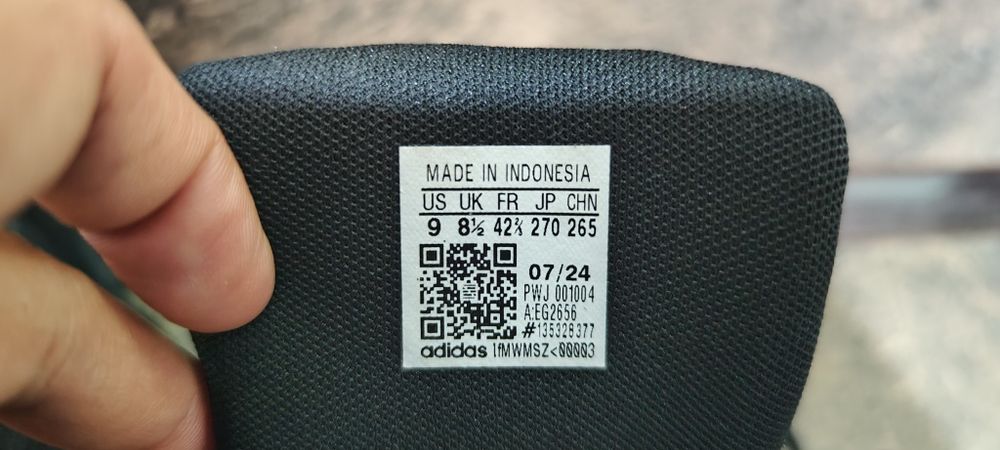 MADE IN INDONESIA
US UK FR JP CHN
9 8½ 42⅔ 270 265
07/24
PWJ 001004
A:EG2656
#135328377
adidas 1fMWMSZ<00003